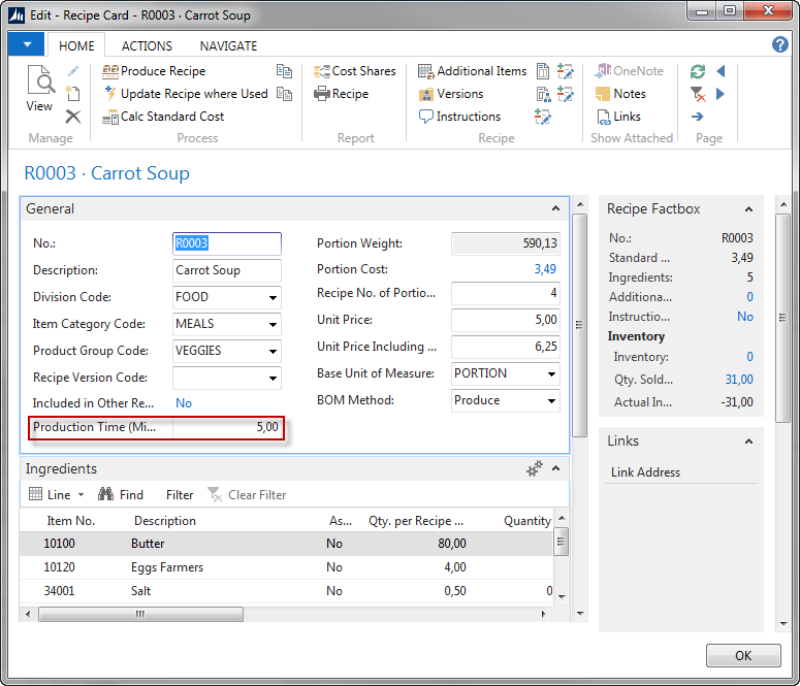 Edit - Recipe Card - R0003 · Carrot Soup
HOME ACTIONS NAVIGATE
View
Manage
Produce Recipe
Update Recipe where Used
Calc Standard Cost
Process
Cost Shares
Recipe
Report
Additional Items
Versions
Instructions
Recipe
OneNote
Notes
Links
Show Attached
Page
R0003 · Carrot Soup
General
No.: R0003
Description: Carrot Soup
Division Code: FOOD
Item Category Code: MEALS
Product Group Code: VEGGIES
Recipe Version Code:
Included in Other Re... No
Production Time (Mi... 5,00
Portion Weight: 590,13
Portion Cost: 3,49
Recipe No. of Portio... 4
Unit Price: 5,00
Unit Price Including ... 6,25
Base Unit of Measure: PORTION
BOM Method: Produce
Ingredients
Line Find Filter Clear Filter
Item No. Description As... Qty. per Recipe ... Quantity
10100 Butter No 80,00
10120 Eggs Farmers No 4,00
34001 Salt No 0,50 0
Recipe Factbox
No.: R0003
Standard ... 3,49
Ingredients: 5
Additiona... 0
Instructio... No
Inventory
Inventory: 0
Qty. Sold... 31,00
Actual In... -31,00
Links
Link Address
OK